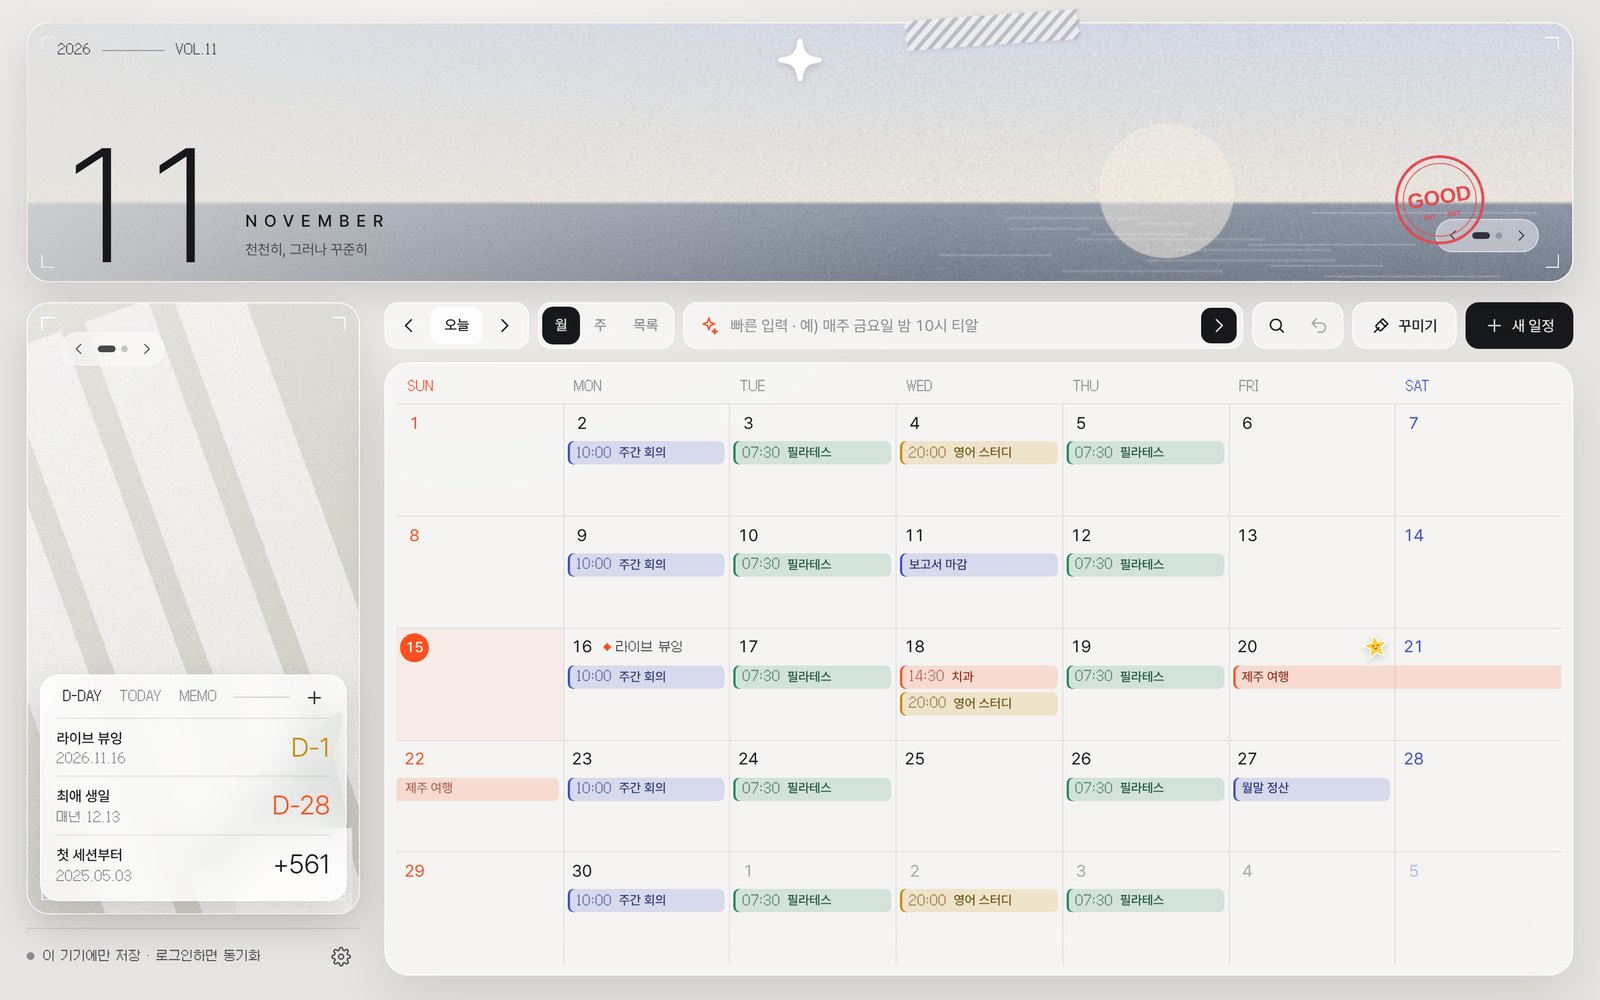 2026 VOL.11
11
NOVEMBER
천천히, 그러나 꾸준히
GOOD
DAY · DAY
오늘 월 주 목록 빠른 입력 · 예) 매주 금요일 밤 10시 티알 꾸미기 + 새 일정
SUN MON TUE WED THU FRI SAT
1 2 3 4 5 6 7
10:00 주간 회의 07:30 필라테스 20:00 영어 스터디 07:30 필라테스
8 9 10 11 12 13 14
10:00 주간 회의 07:30 필라테스 보고서 마감 07:30 필라테스
15 16 라이브 뷰잉 17 18 19 20 21
10:00 주간 회의 07:30 필라테스 14:30 치과 07:30 필라테스 제주 여행
20:00 영어 스터디
22 23 24 25 26 27 28
제주 여행 10:00 주간 회의 07:30 필라테스 07:30 필라테스 월말 정산
29 30 1 2 3 4 5
10:00 주간 회의 07:30 필라테스 20:00 영어 스터디 07:30 필라테스
D-DAY TODAY MEMO +
라이브 뷰잉
2026.11.16
D-1
최애 생일
매년 12.13
D-28
첫 세션부터
2025.05.03
+561
이 기기에만 저장 · 로그인하면 동기화